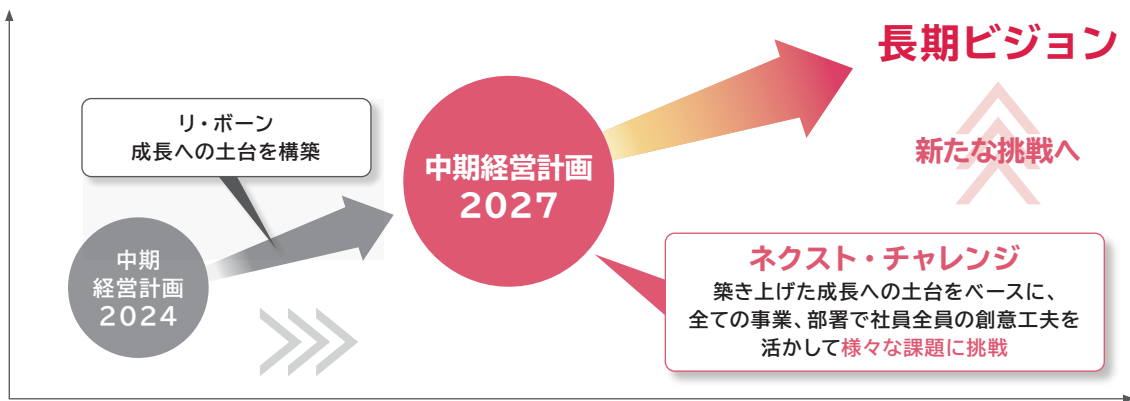 長期ビジョン
新たな挑戦へ
リ・ボーン
成長への土台を構築
中期経営計画
2027
中期
経営計画
2024
ネクスト・チャレンジ
築き上げた成長への土台をベースに、
全ての事業、部署で社員全員の創意工夫を
活かして様々な課題に挑戦